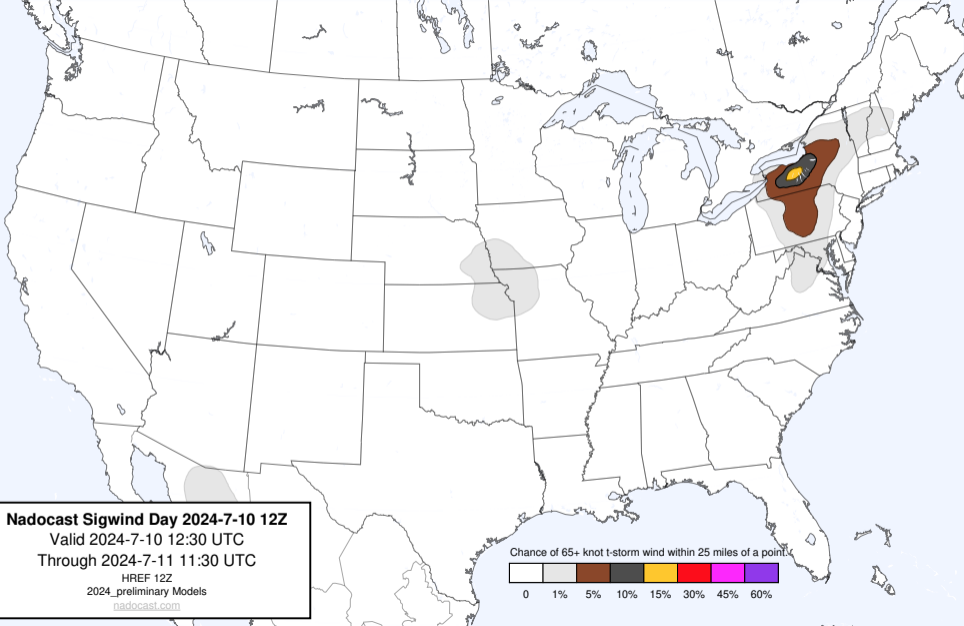 Nadocast Sigwind Day 2024-7-10 12Z
Valid 2024-7-10 12:30 UTC
Through 2024-7-11 11:30 UTC
HREF 12Z
2024_preliminary Models
nadocast.com
Chance of 65+ knot t-storm wind within 25 miles of a point.
0 1% 5% 10% 15% 30% 45% 60%